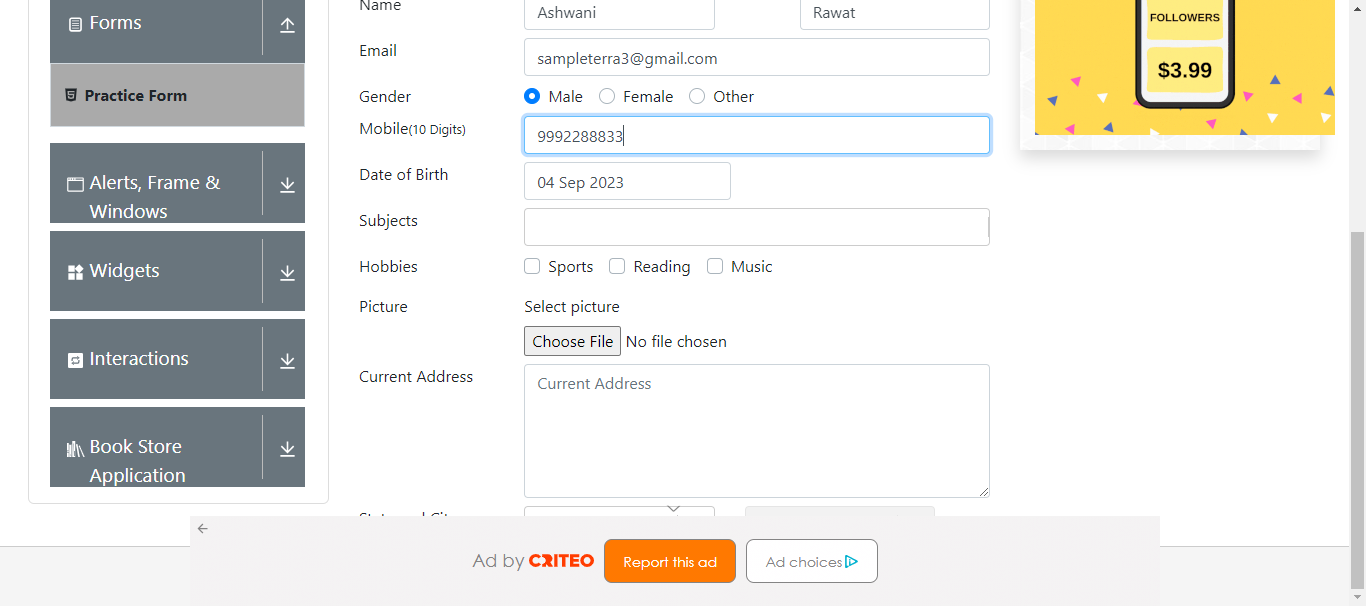 Forms
Practice Form
Alerts, Frame &
Windows
Widgets
Interactions
Book Store
Application
Name
Ashwani
Rawat
Email
sampleterra3@gmail.com
Gender
Male
Female
Other
Mobile(10 Digits)
9992288833
Date of Birth
04 Sep 2023
Subjects
Hobbies
Sports
Reading
Music
Picture
Select picture
Choose File No file chosen
Current Address
Current Address
FOLLOWERS
$3.99
Ad by CRITEO
Report this ad
Ad choices